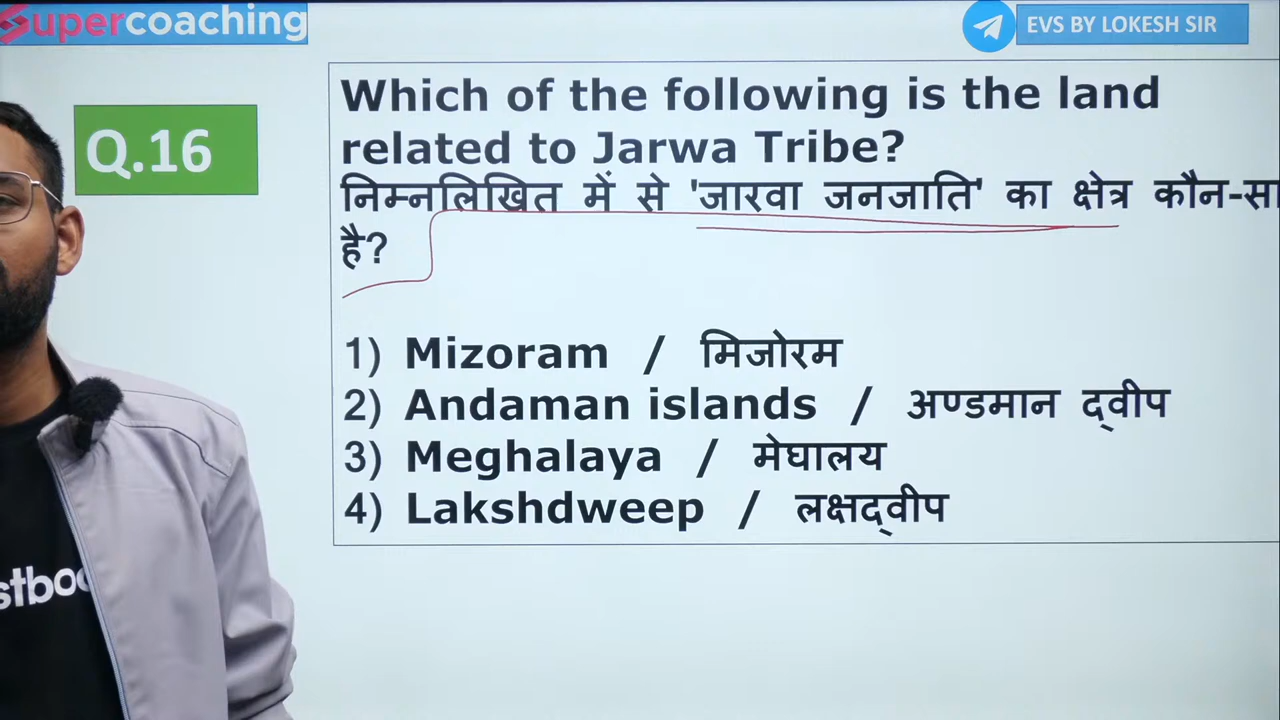 Supercoaching
EVS BY LOKESH SIR
Q.16
Which of the following is the land
related to Jarwa Tribe?
निम्नलिखित में से 'जारवा जनजाति' का क्षेत्र कौन-सा
है?
1) Mizoram / मिजोरम
2) Andaman islands / अण्डमान द्वीप
3) Meghalaya / मेघालय
4) Lakshdweep / लक्षद्वीप